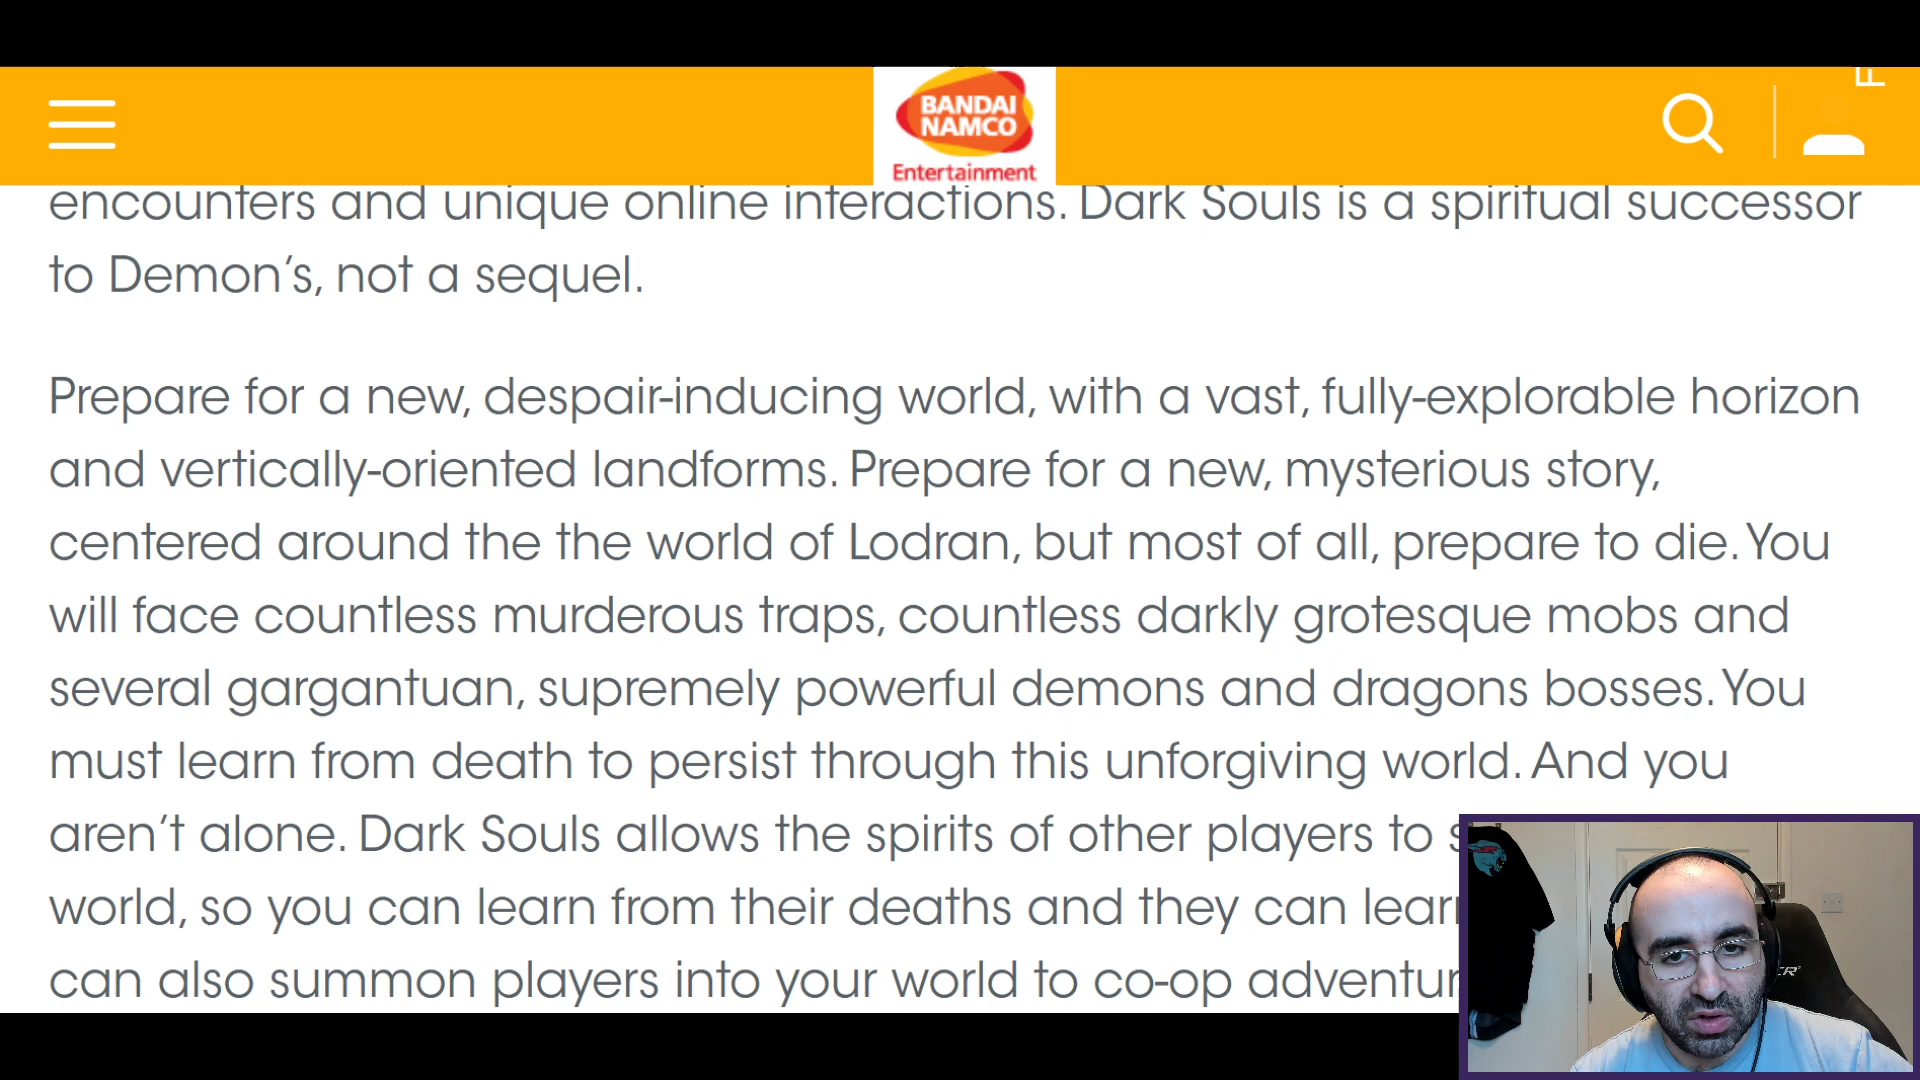 BANDAI
NAMCO
Entertainment
encounters and unique online interactions. Dark Souls is a spiritual successor
to Demon’s, not a sequel.
Prepare for a new, despair-inducing world, with a vast, fully-explorable horizon
and vertically-oriented landforms. Prepare for a new, mysterious story,
centered around the the world of Lodran, but most of all, prepare to die. You
will face countless murderous traps, countless darkly grotesque mobs and
several gargantuan, supremely powerful demons and dragons bosses. You
must learn from death to persist through this unforgiving world. And you
aren’t alone. Dark Souls allows the spirits of other players to
world, so you can learn from their deaths and they can
can also summon players into your world to co-op